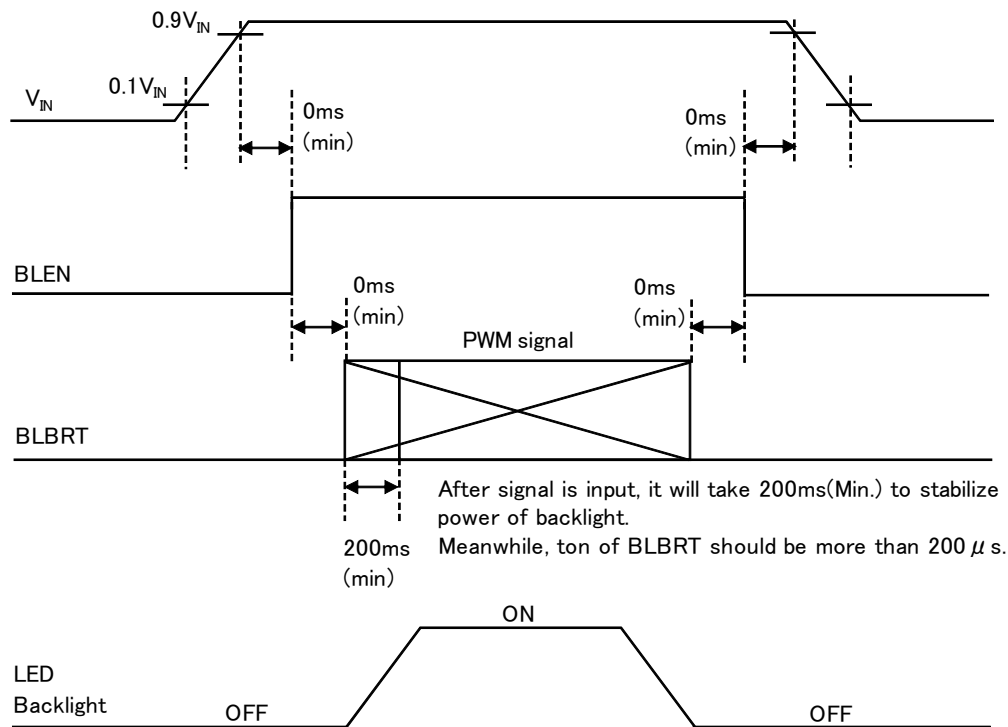 0.9VIN
0.1VIN
VIN
0ms
(min)
0ms
(min)
BLEN
0ms
(min)
0ms
(min)
PWM signal
BLBRT
After signal is input, it will take 200ms(Min.) to stabilize
power of backlight.
Meanwhile, ton of BLBRT should be more than 200 μ s.
200ms
(min)
ON
LED
Backlight
OFF
OFF